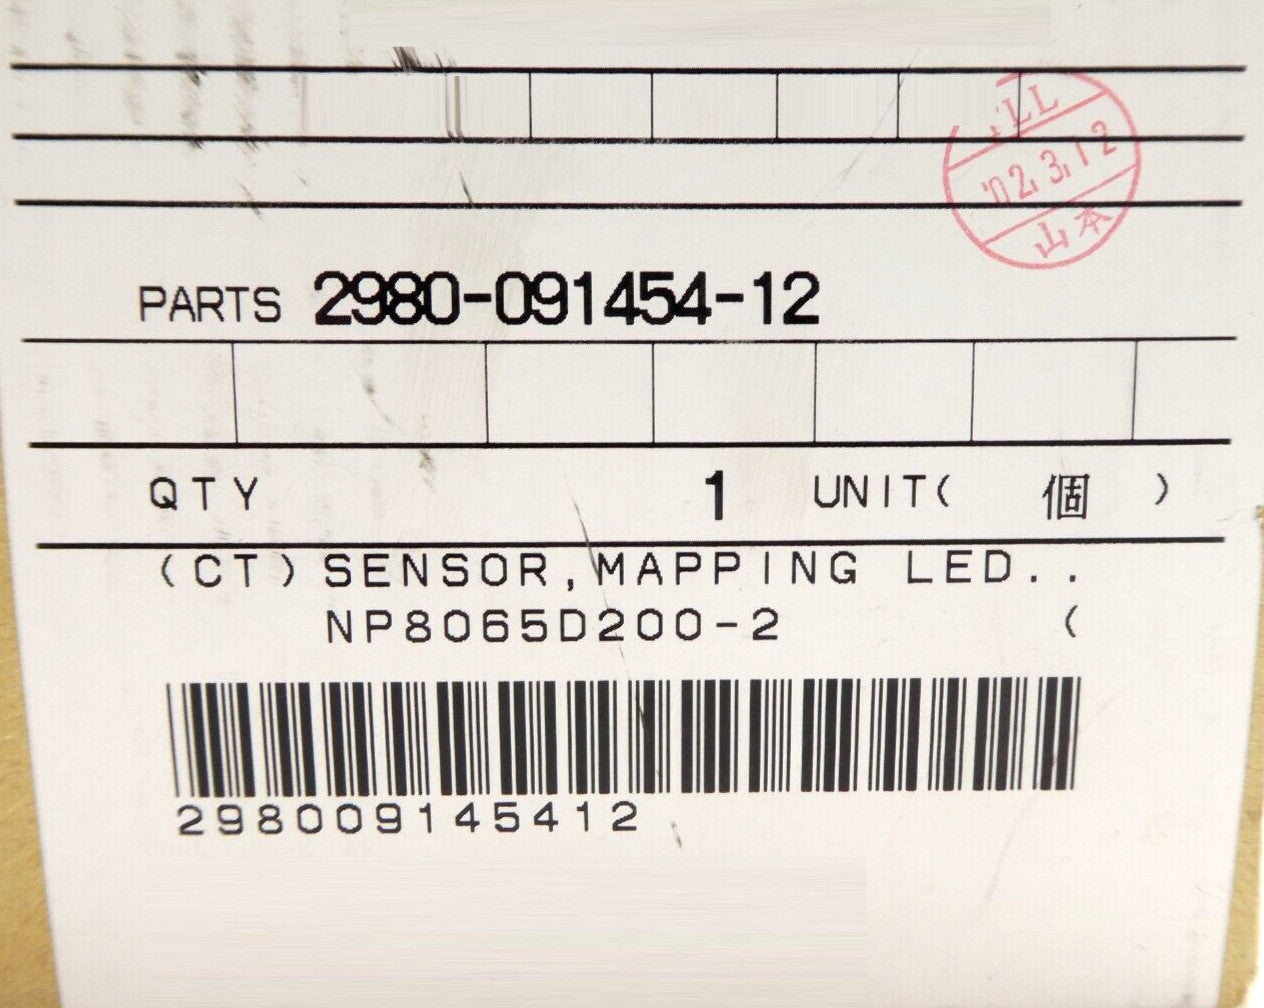 '02.3.12
山本
PARTS 2980-091454-12
QTY 1 UNIT( 個 )
(CT) SENSOR,MAPPING LED..
NP8065D200-2 (
298009145412